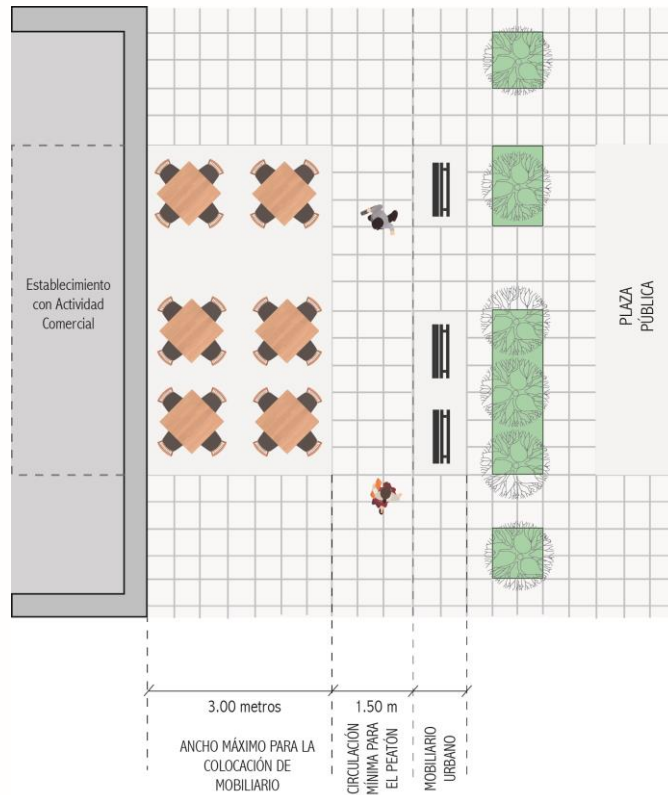 Establecimiento
con Actividad
Comercial
PLAZA
PÚBLICA
3.00 metros
1.50 m
ANCHO MÁXIMO PARA LA
COLOCACIÓN DE
MOBILIARIO
CIRCULACIÓN
MÍNIMA PARA
EL PEATÓN
MOBILIARIO
URBANO